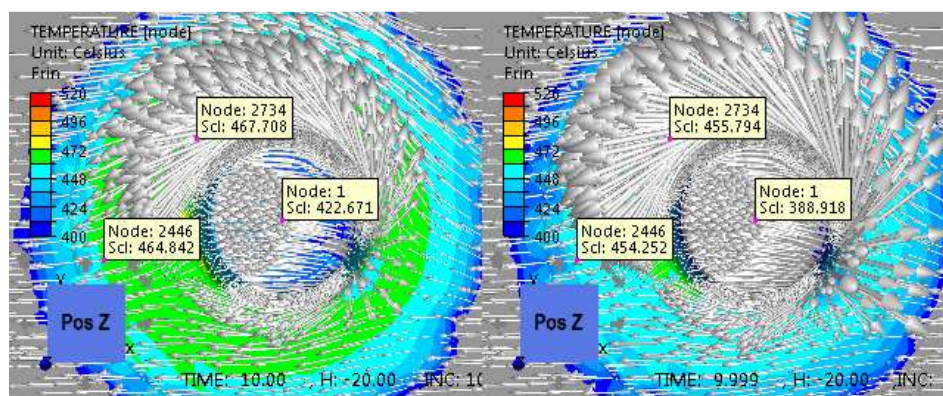 TEMPERATURE [node]
Unit: Celsius
Frin
520
496
472
448
424
400
Node: 2734
Scl: 467.708
Node: 1
Scl: 422.671
Node: 2446
Scl: 464.842
Y
Pos Z
X
TIME: 10.00 , H: -20.00 INC: 10
TEMPERATURE [node]
Unit: Celsius
Frin
520
496
472
448
424
400
Node: 2734
Scl: 455.794
Node: 1
Scl: 388.918
Node: 2446
Scl: 454.252
Y
Pos Z
X
TIME: 9.999 , H: -20.00 INC: